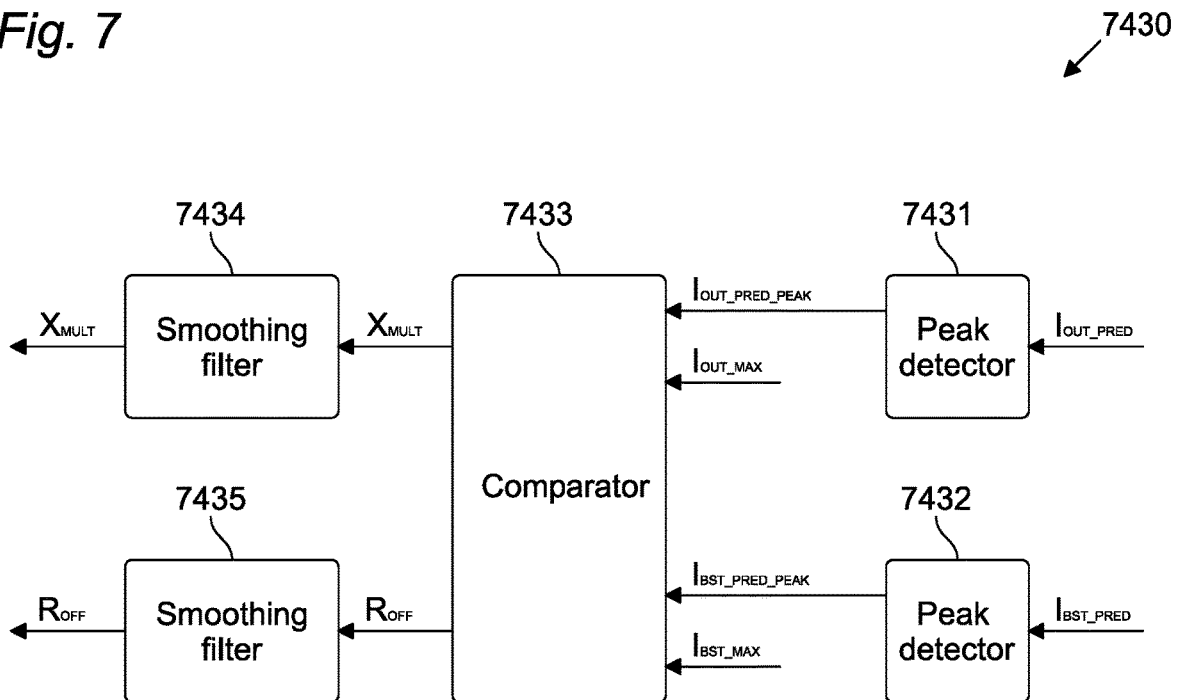 Fig. 7
7430
7434
7433
7431
Smoothing
filter
Peak
detector
Comparator
XMULT
XMULT
IOUT_PRED_PEAK
IOUT_MAX
IOUT_PRED
7435
7432
Smoothing
filter
Peak
detector
ROFF
ROFF
IBST_PRED_PEAK
IBST_MAX
IBST_PRED